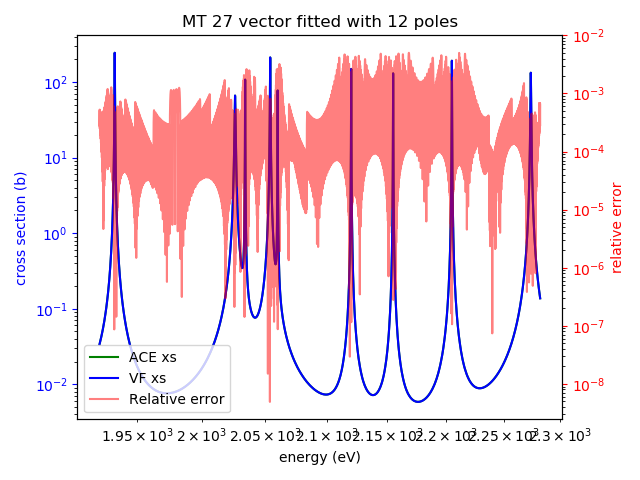 MT 27 vector fitted with 12 poles
cross section (b)
10² 10¹ 10⁰ 10⁻¹ 10⁻²
relative error
10⁻² 10⁻³ 10⁻⁴ 10⁻⁵ 10⁻⁶ 10⁻⁷ 10⁻⁸
ACE xs
VF xs
Relative error
1.95 × 10³ 2 × 10³ 2.05 × 10³ 2.1 × 10³ 2.15 × 10³ 2.2 × 10³ 2.25 × 10³ 2.3 × 10³
energy (eV)